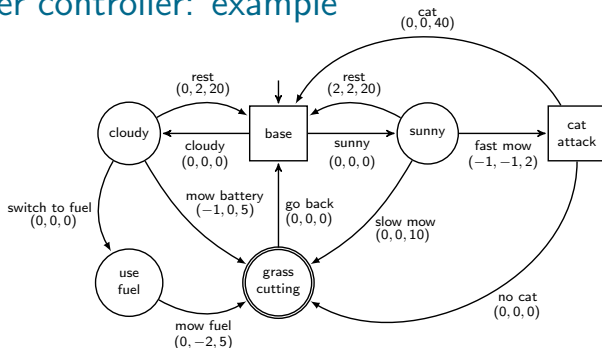 er controller: example
cat
(0, 0, 40)
rest
(0, 2, 20)
rest
(2, 2, 20)
cloudy
base
sunny
cat
attack
cloudy
(0, 0, 0)
sunny
(0, 0, 0)
fast mow
(−1, −1, 2)
mow battery
(−1, 0, 5)
go back
(0, 0, 0)
switch to fuel
(0, 0, 0)
slow mow
(0, 0, 10)
use
fuel
grass
cutting
no cat
(0, 0, 0)
mow fuel
(0, −2, 5)